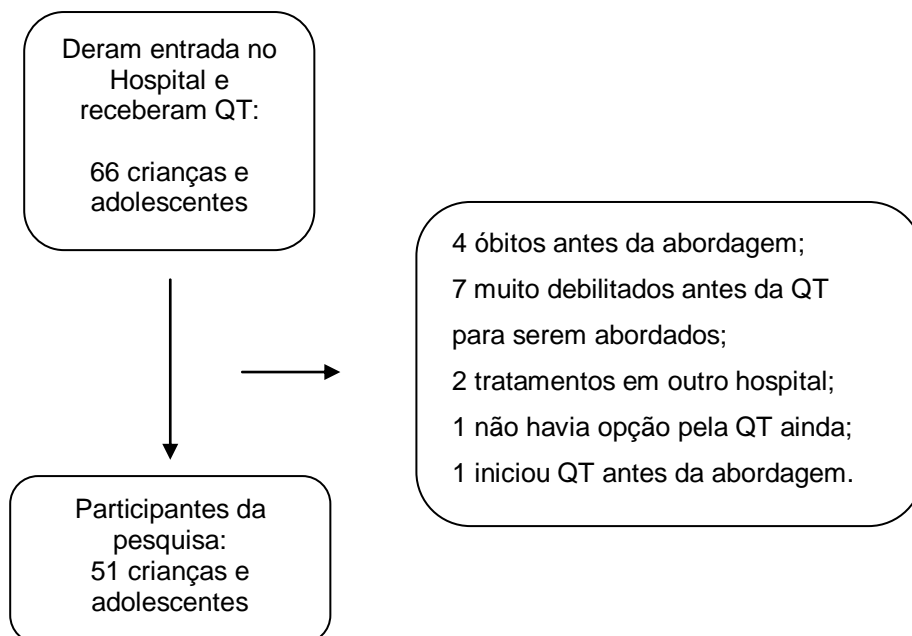 Deram entrada no
Hospital e
receberam QT:
66 crianças e
adolescentes
4 óbitos antes da abordagem;
7 muito debilitados antes da QT
para serem abordados;
2 tratamentos em outro hospital;
1 não havia opção pela QT ainda;
1 iniciou QT antes da abordagem.
Participantes da
pesquisa:
51 crianças e
adolescentes